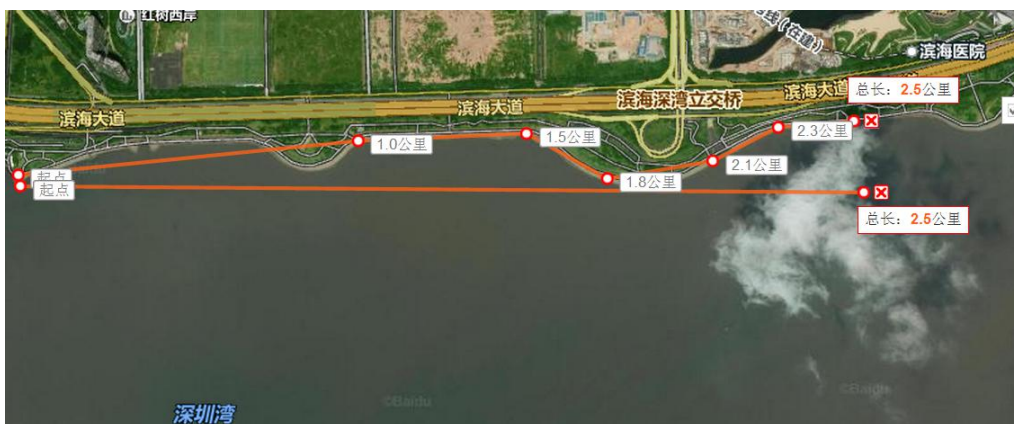 红树西岸
线（在建）
滨海医院
滨海大道
总长：2.5公里
滨海深湾立交桥
滨海大道
滨海大道
2.3公里
1.5公里
1.0公里
2.1公里
起点
1.8公里
起点
总长：2.5公里
©Baidu
©Baidu
深圳湾